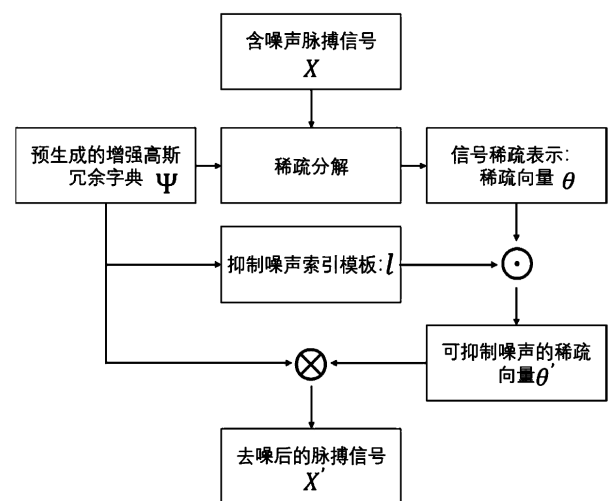 含噪声脉搏信号
X
预生成的增强高斯
冗余字典 Ψ
稀疏分解
信号稀疏表示:
稀疏向量 θ
抑制噪声索引模板:l
可抑制噪声的稀疏
向量θ'
去噪后的脉搏信号
X'